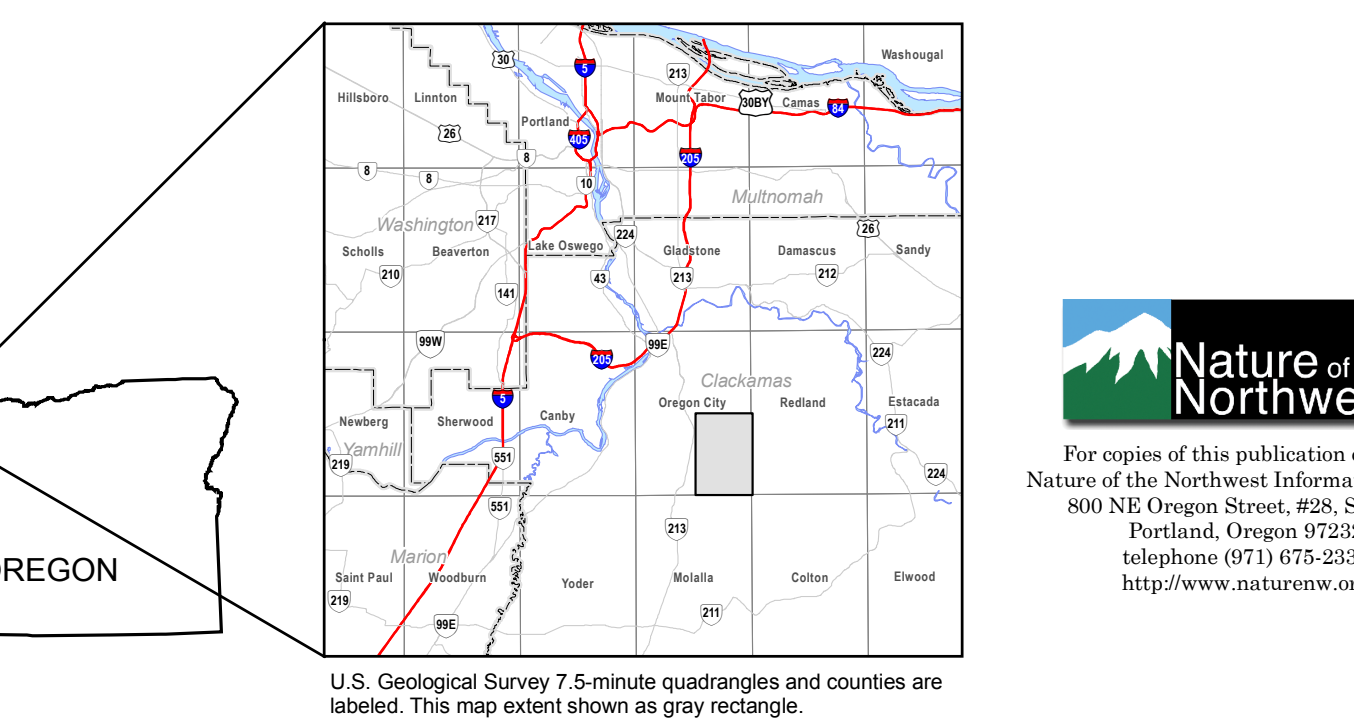 Washougal
30
5
213
Hillsboro
Linnton
Mount Tabor
30BY
Camas
84
Portland
26
405
8
205
8
8
10
Multnomah
Washington
217
224
26
Scholls
Beaverton
Lake Oswego
Gladstone
Damascus
Sandy
210
43
213
212
141
99W
99E
205
224
Clackamas
5
Oregon City
Redland
Estacada
Newberg
Sherwood
Canby
211
Yamhill
219
551
224
551
213
OREGON
Marion
Saint Paul
Woodburn
Yoder
Molalla
Colton
Elwood
219
99E
211
U.S. Geological Survey 7.5-minute quadrangles and counties are
labeled. This map extent shown as gray rectangle.
Nature of
Northwe
For copies of this publication
Nature of the Northwest Informa
800 NE Oregon Street, #28, S
Portland, Oregon 97232
telephone (971) 675-233
http://www.naturenw.or